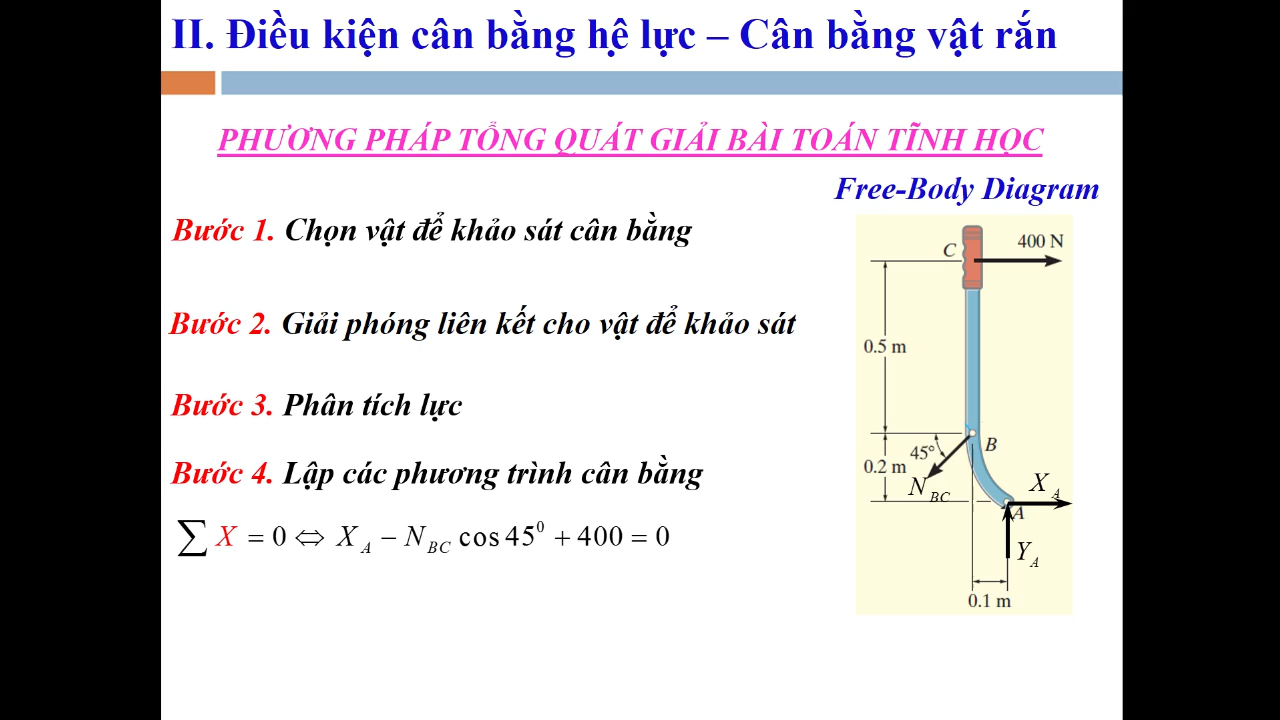 II. Điều kiện cân bằng hê lực – Cân bằng vật rắn
PHƯƠNG PHÁP TỔNG QUÁT GIẢI BÀI TOÁN TĨNH HỌC
Free-Body Diagram
Bước 1. Chọn vật để khảo sát cân bằng
Bước 2. Giải phóng liên kết cho vật để khảo sát
Bước 3. Phân tích lực
Bước 4. Lập các phương trình cân bằng
∑ X = 0 ⇔ X_A − N_BC cos 45⁰ + 400 = 0
C
400 N
0.5 m
B
45°
0.2 m
N_BC
X_A
A
Y_A
0.1 m